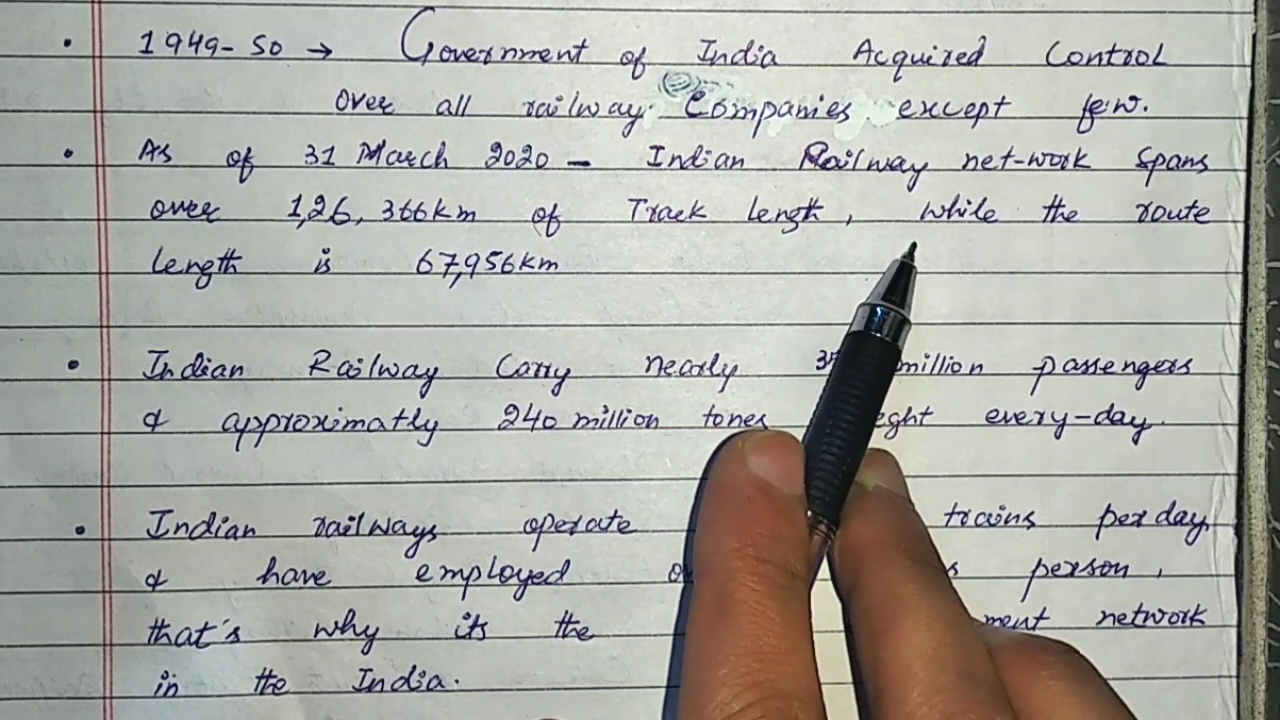 1949-50 → Government of India Acquired Control
over all railway Companies except few.
As of 31 March 2020 - Indian Railway net-work Spans
over 1,26,366km of Track length, while the route
length is 67,956km
Indian Railway Carry nearly million passengers
& approximatly 240 million tones every-day.
Indian railways operate trains per day,
& have employed person,
that's why its the network
in the India.